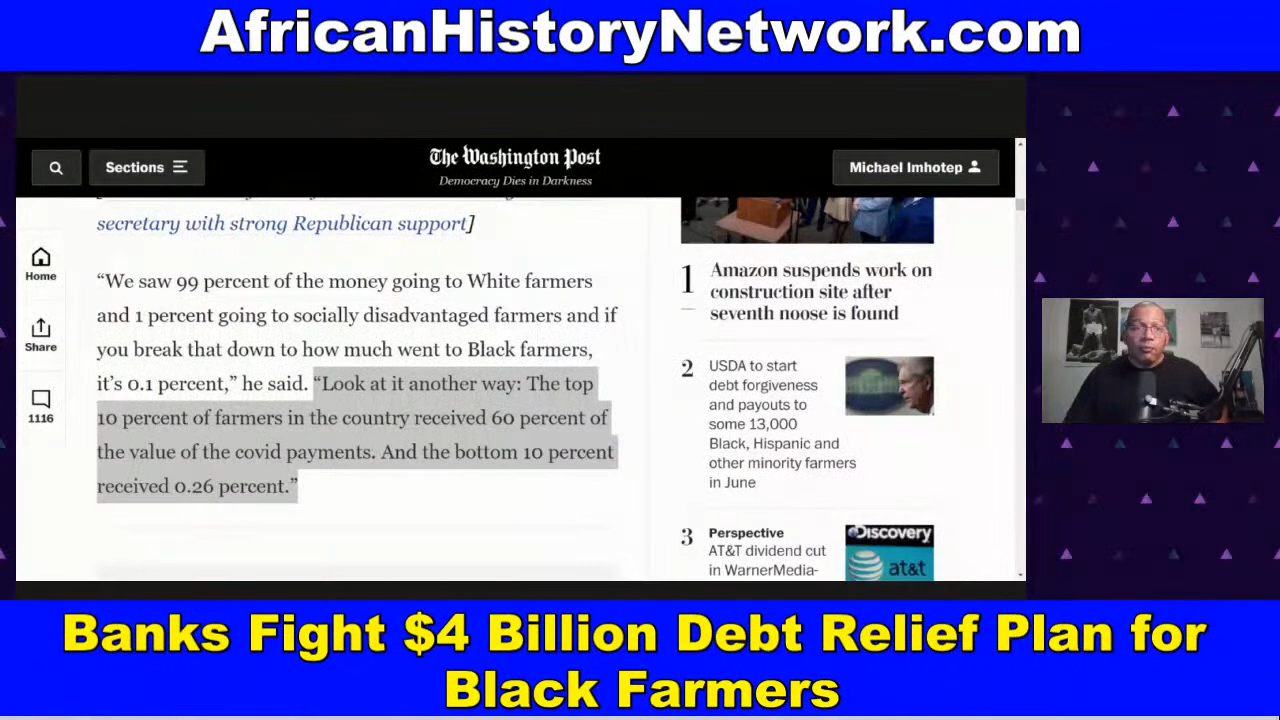 AfricanHistoryNetwork.com
Sections
The Washington Post
Democracy Dies in Darkness
Michael Imhotep
secretary with strong Republican support]
Home
Share
1116
“We saw 99 percent of the money going to White farmers
and 1 percent going to socially disadvantaged farmers and if
you break that down to how much went to Black farmers,
it’s 0.1 percent,” he said. “Look at it another way: The top
10 percent of farmers in the country received 60 percent of
the value of the covid payments. And the bottom 10 percent
received 0.26 percent.”
1
Amazon suspends work on
construction site after
seventh noose is found
2
USDA to start
debt forgiveness
and payouts to
some 13,000
Black, Hispanic and
other minority farmers
in June
3
Perspective
AT&T dividend cut
in WarnerMedia-
Discovery
at&t
Banks Fight $4 Billion Debt Relief Plan for
Black Farmers